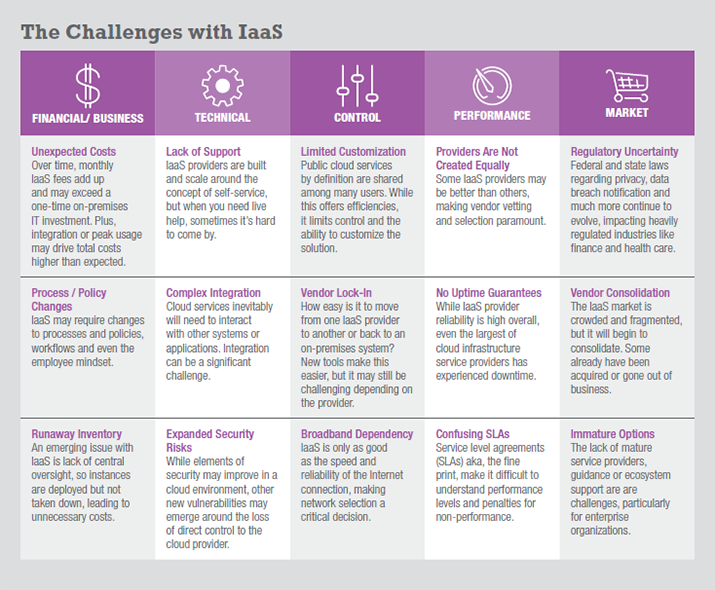 The Challenges with IaaS
FINANCIAL/ BUSINESS
TECHNICAL
CONTROL
PERFORMANCE
MARKET
Unexpected Costs
Over time, monthly
IaaS fees add up
and may exceed a
one-time on-premises
IT investment. Plus,
integration or peak usage
may drive total costs
higher than expected.
Lack of Support
IaaS providers are built
and scale around the
concept of self-service,
but when you need live
help, sometimes it's hard
to come by.
Limited Customization
Public cloud services
by definition are shared
among many users. While
this offers efficiencies,
it limits control and the
ability to customize the
solution.
Providers Are Not
Created Equally
Some IaaS providers may
be better than others,
making vendor vetting
and selection paramount.
Regulatory Uncertainty
Federal and state laws
regarding privacy, data
breach notification and
much more continue to
evolve, impacting heavily
regulated industries like
finance and health care.
Process / Policy
Changes
IaaS may require changes
to processes and policies,
workflows and even the
employee mindset.
Complex Integration
Cloud services inevitably
will need to interact
with other systems or
applications. Integration
can be a significant
challenge.
Vendor Lock-In
How easy is it to move
from one IaaS provider
to another or back to an
on-premises system?
New tools make this
easier, but it may still be
challenging depending on
the provider.
No Uptime Guarantees
While IaaS provider
reliability is high overall,
even the largest of
cloud infrastructure
service providers has
experienced downtime.
Vendor Consolidation
The IaaS market is
crowded and fragmented,
but it will begin to
consolidate. Some
already have been
acquired or gone out of
business.
Runaway Inventory
An emerging issue with
IaaS is lack of central
oversight, so instances
are deployed but not
taken down, leading to
unnecessary costs.
Expanded Security
Risks
While elements of
security may improve in a
cloud environment, other
new vulnerabilities may
emerge around the loss
of direct control to the
cloud provider.
Broadband Dependency
IaaS is only as good
as the speed and
reliability of the Internet
connection, making
network selection a
critical decision.
Confusing SLAs
Service level agreements
(SLAs) aka, the fine
print, make it difficult to
understand performance
levels and penalties for
non-performance.
Immature Options
The lack of mature
service providers,
guidance or ecosystem
support are are
challenges, particularly
for enterprise
organizations.